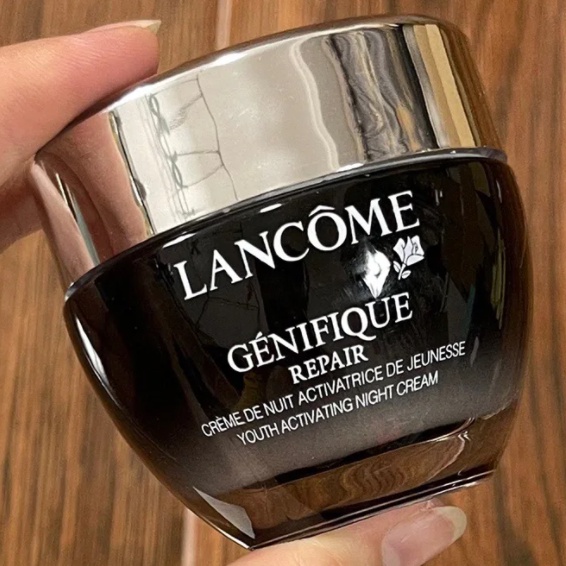 LANCÔME
GÉNIFIQUE
REPAIR
CRÈME DE NUIT ACTIVATRICE DE JEUNESSE
YOUTH ACTIVATING NIGHT CREAM